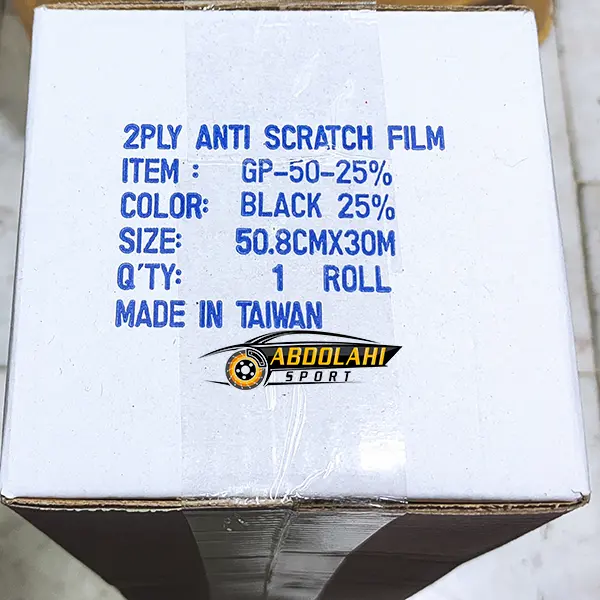 2PLY ANTI SCRATCH FILM
ITEM : GP-50-25%
COLOR: BLACK 25%
SIZE: 50.8CMX30M
Q'TY: 1 ROLL
MADE IN TAIWAN
ABDOLAHI
SPORT